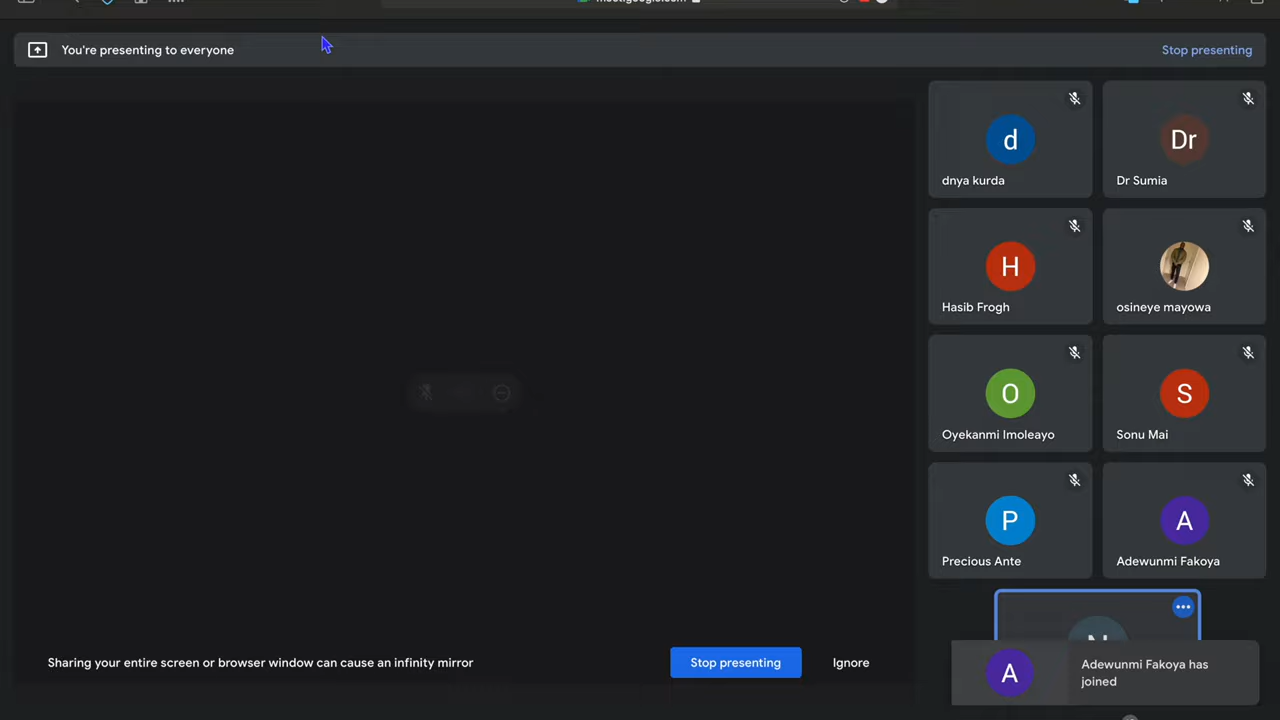 You're presenting to everyone
Stop presenting
d
dnya kurda
Dr
Dr Sumia
H
Hasib Frogh
osineye mayowa
O
Oyekanmi Imoleayo
S
Sonu Mai
P
Precious Ante
A
Adewunmi Fakoya
Sharing your entire screen or browser window can cause an infinity mirror
Stop presenting
Ignore
A
Adewunmi Fakoya has
joined